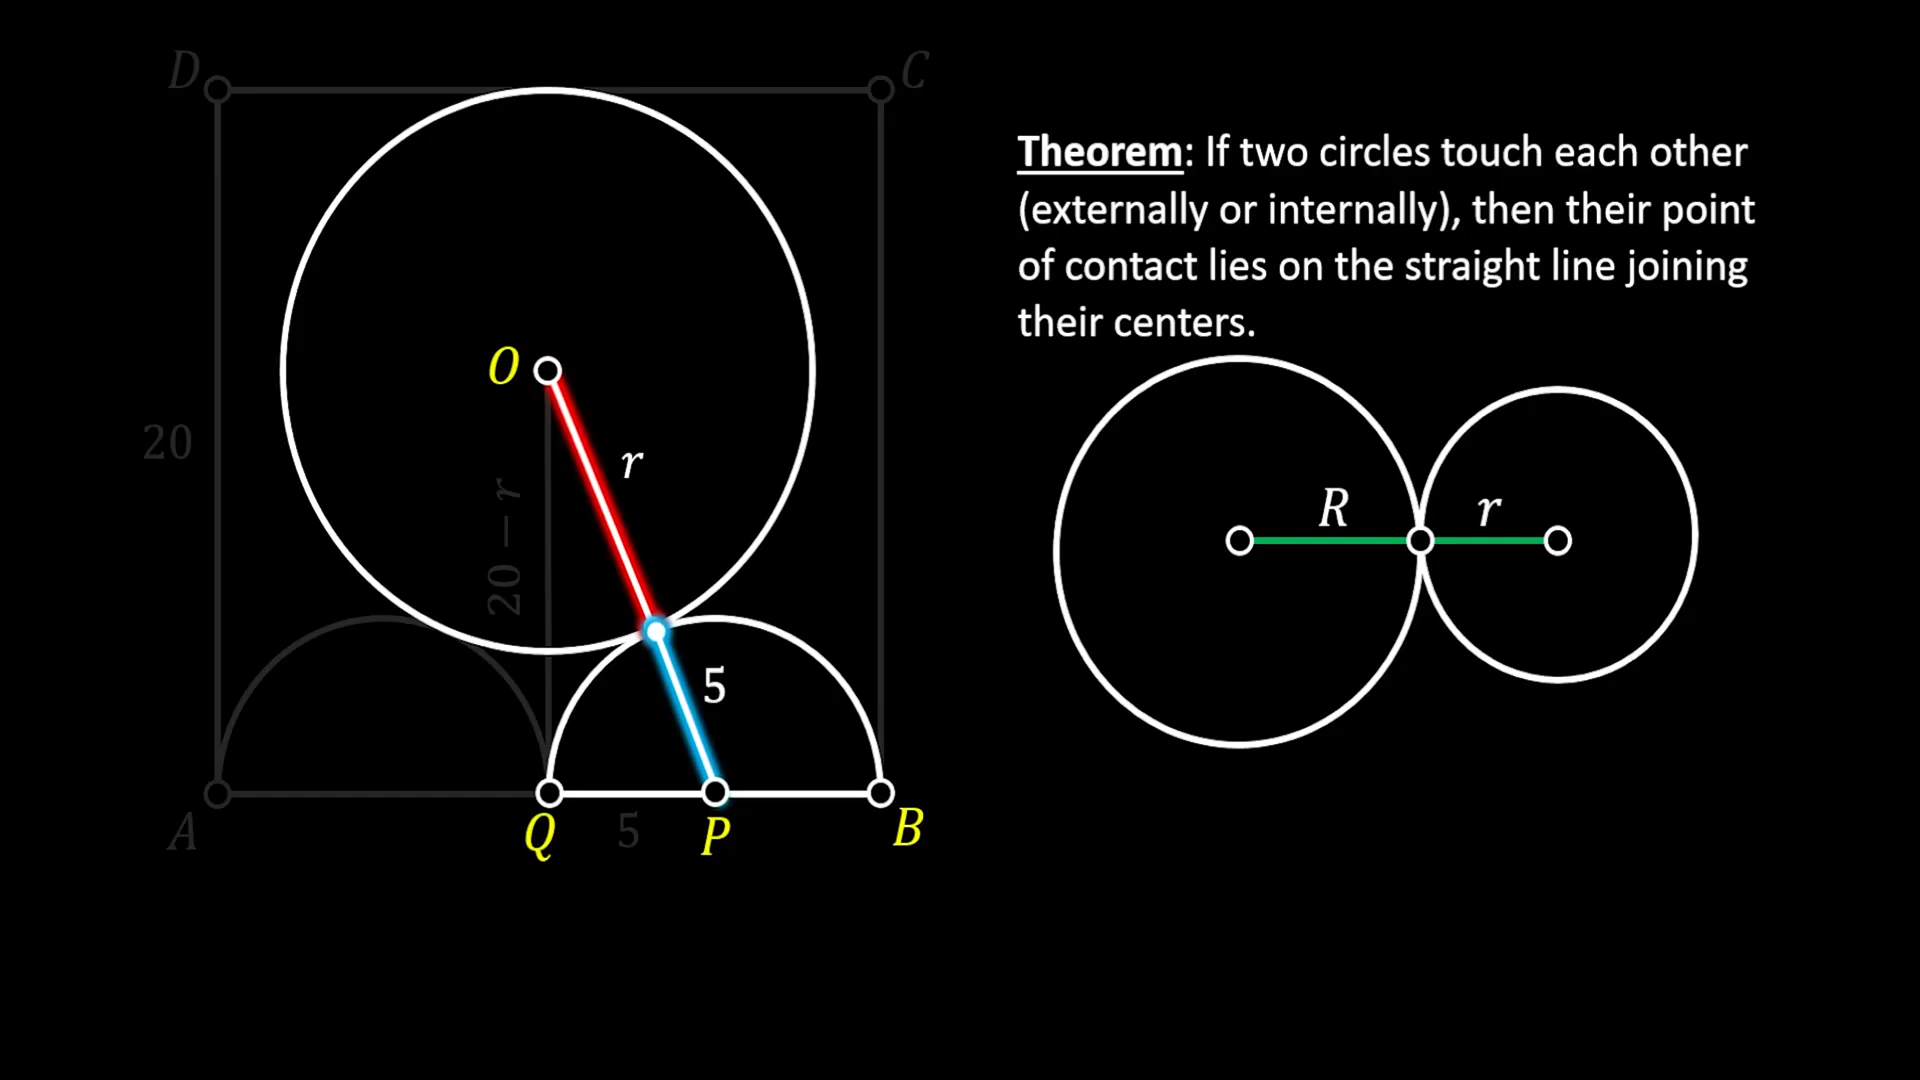 D
C
Theorem: If two circles touch each other
(externally or internally), then their point
of contact lies on the straight line joining
their centers.
O
r
20
20 − r
R
r
5
A
Q
5
P
B